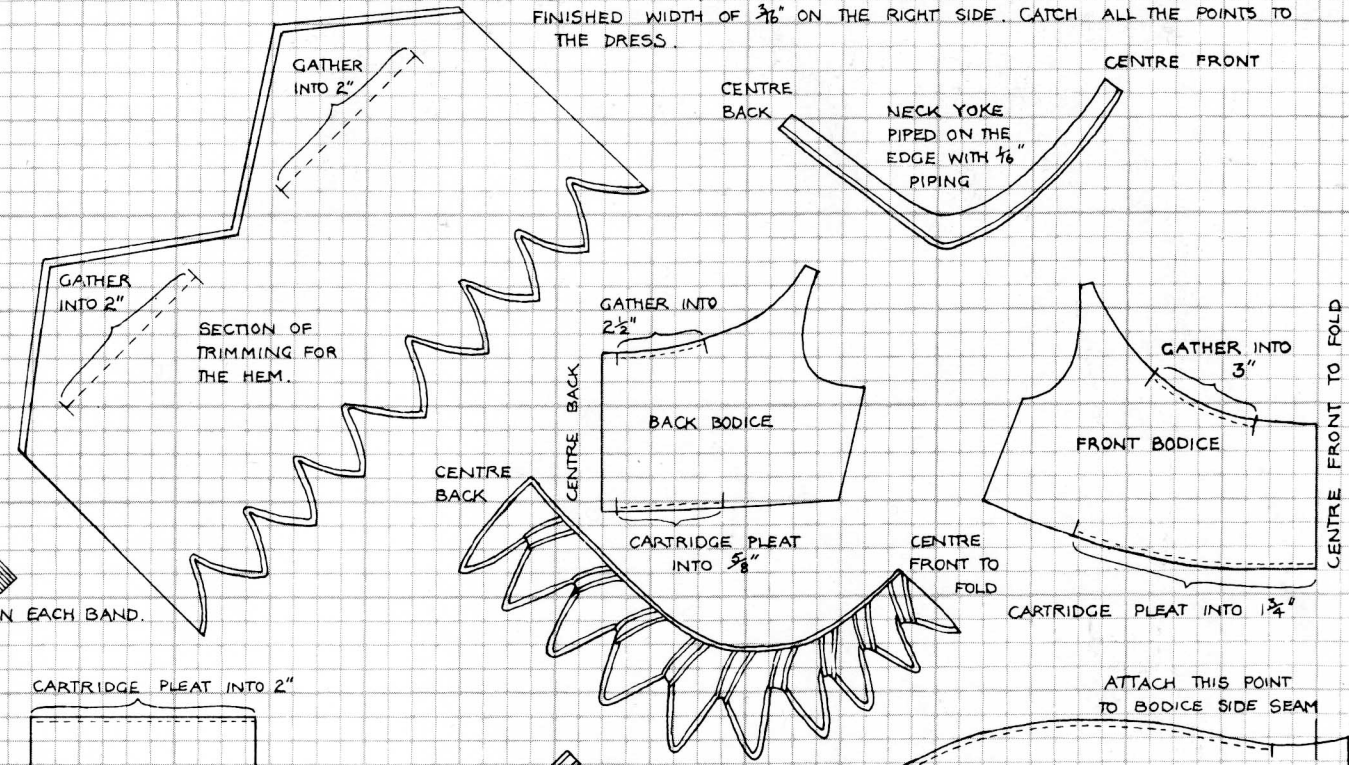 FINISHED WIDTH OF 3/16" ON THE RIGHT SIDE. CATCH ALL THE POINTS TO
THE DRESS.
GATHER
INTO 2"
CENTRE FRONT
CENTRE
BACK
NECK YOKE
PIPED ON THE
EDGE WITH 1/16"
PIPING
GATHER
INTO 2"
SECTION OF
TRIMMING FOR
THE HEM.
GATHER INTO
2 1/2"
CENTRE BACK
BACK BODICE
CARTRIDGE PLEAT
INTO 5/8"
GATHER INTO
3"
FRONT BODICE
CENTRE FRONT TO FOLD
CARTRIDGE PLEAT INTO 1 3/4"
CENTRE
BACK
CENTRE
FRONT TO
FOLD
N EACH BAND.
CARTRIDGE PLEAT INTO 2"
ATTACH THIS POINT
TO BODICE SIDE SEAM